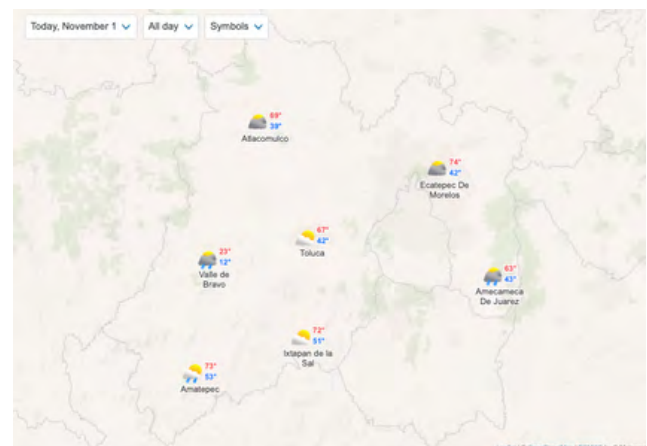 Today, November 1
All day
Symbols
69°
39°
Atlacomulco
74°
42°
Ecatepec De
Morelos
67°
42°
Toluca
23°
12°
Valle de
Bravo
63°
43°
Amecameca
De Juarez
72°
51°
Ixtapan de la
Sal
73°
53°
Amatepec